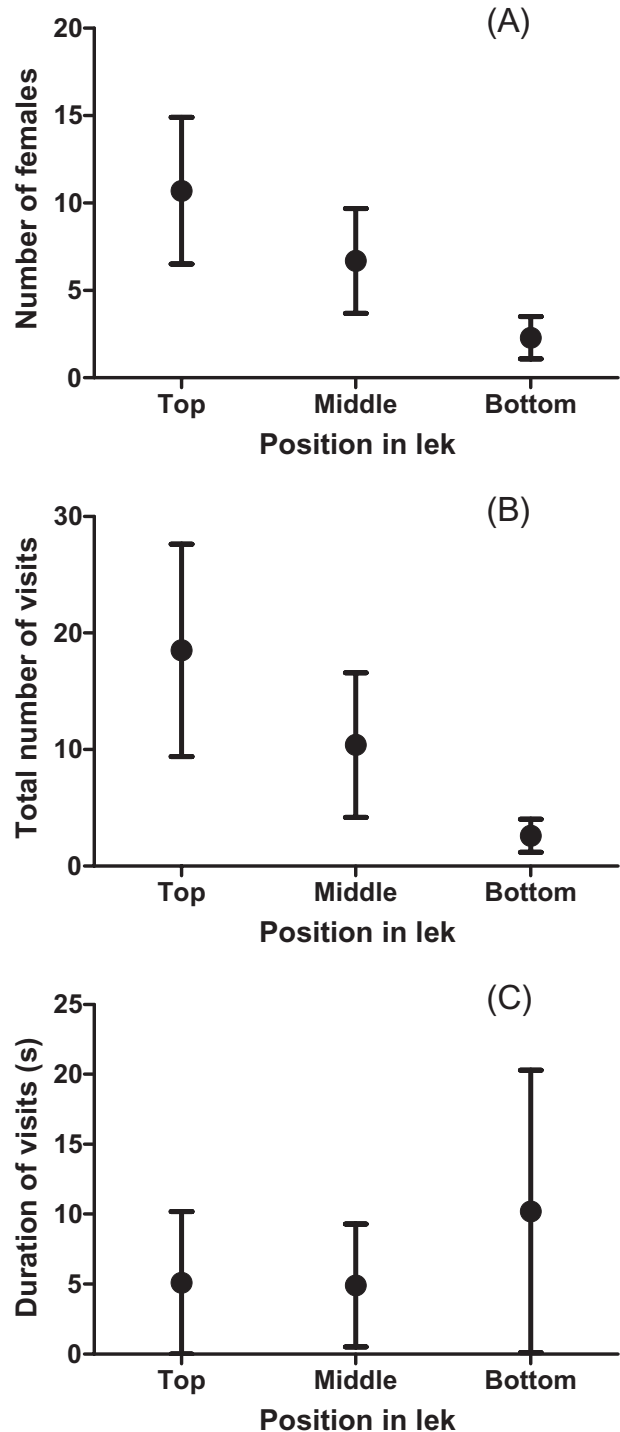 (A)
Number of females
20
15
10
5
0
Top Middle Bottom
Position in lek
(B)
Total number of visits
30
20
10
0
Top Middle Bottom
Position in lek
(C)
Duration of visits (s)
25
20
15
10
5
0
Top Middle Bottom
Position in lek